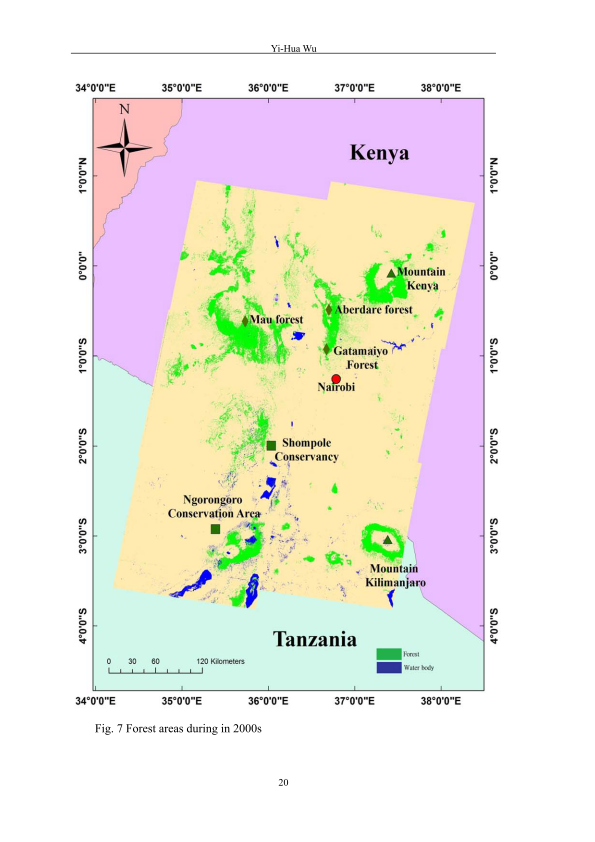 Yi-Hua Wu
34°0'0"E 35°0'0"E 36°0'0"E 37°0'0"E 38°0'0"E
N
Kenya
1°0'0"N
1°0'0"N
0°0'0"
0°0'0"
Mountain
Kenya
Aberdare forest
Mau forest
Gatamaiyo
Forest
1°0'0"S
1°0'0"S
Nairobi
2°0'0"S
2°0'0"S
Shompole
Conservancy
Ngorongoro
Conservation Area
3°0'0"S
3°0'0"S
Mountain
Kilimanjaro
4°0'0"S
4°0'0"S
Tanzania
Forest
Water body
0 30 60 120 Kilometers
34°0'0"E 35°0'0"E 36°0'0"E 37°0'0"E 38°0'0"E
Fig. 7 Forest areas during in 2000s
20